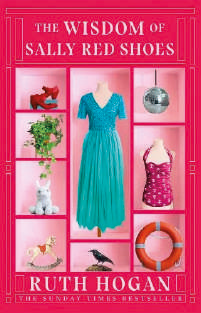 THE WISDOM OF
SALLY RED SHOES
RUTH HOGAN
THE SUNDAY TIMES BESTSELLER